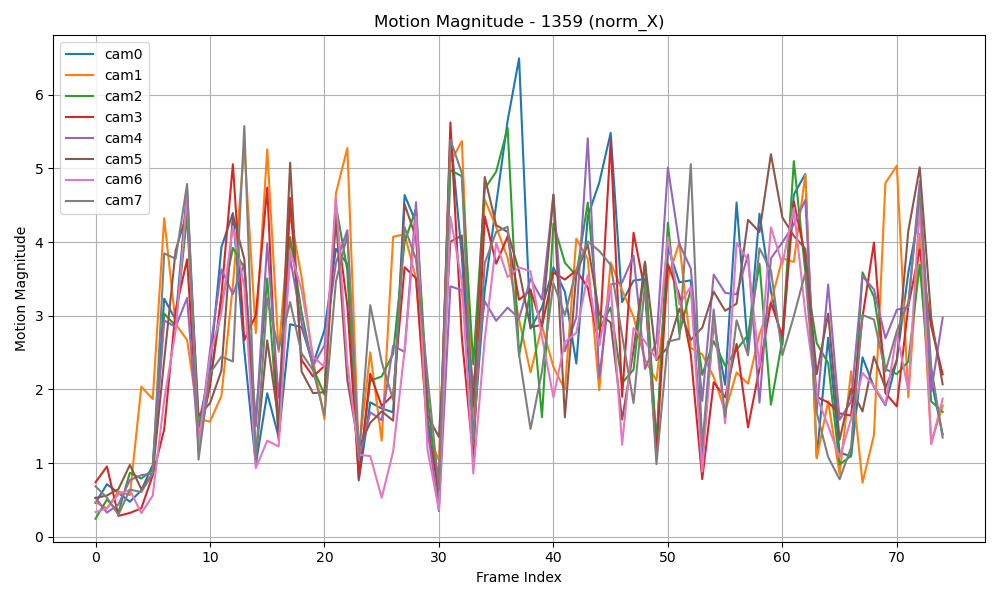 Motion Magnitude - 1359 (norm_X)
cam0
cam1
cam2
cam3
cam4
cam5
cam6
cam7
Motion Magnitude
6
5
4
3
2
1
0
0 10 20 30 40 50 60 70
Frame Index